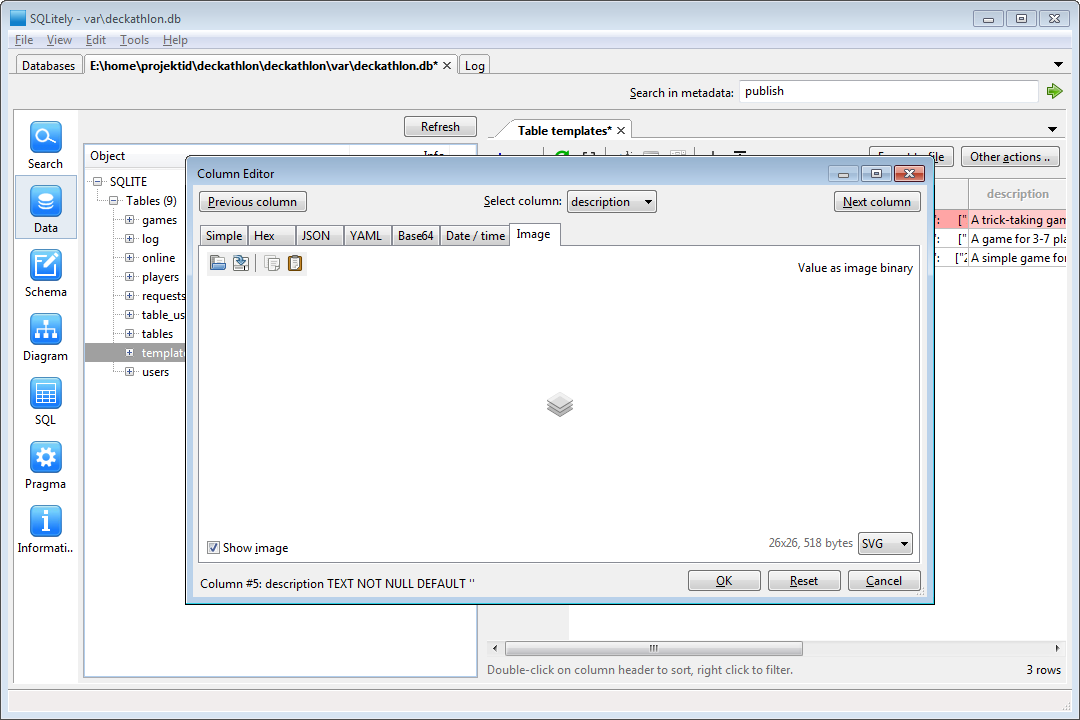 SQLitely - var\deckathlon.db
File View Edit Tools Help
Databases E:\home\projektid\deckathlon\deckathlon\var\deckathlon.db* Log
Search in metadata: publish
Search
Data
Schema
Diagram
SQL
Pragma
Informati..
Refresh
Object
SQLITE
Tables (9)
games
log
online
players
requests
table_us
tables
template
users
Table templates*
Other actions ..
description
": [" A trick-taking gam
": [" A game for 3-7 pla
": ["2 A simple game for
Column Editor
Previous column Select column: description Next column
Simple Hex JSON YAML Base64 Date / time Image
Value as image binary
Show image 26x26, 518 bytes SVG
Column #5: description TEXT NOT NULL DEFAULT ''
OK Reset Cancel
Double-click on column header to sort, right click to filter. 3 rows